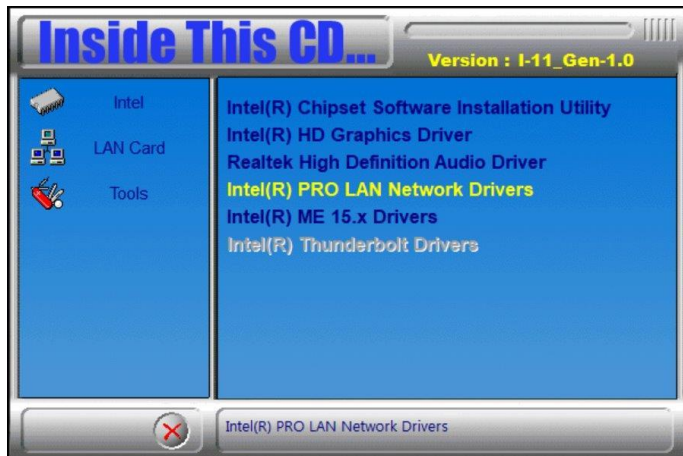 Inside This CD...
Version : I-11_Gen-1.0
Intel
LAN Card
Tools
Intel(R) Chipset Software Installation Utility
Intel(R) HD Graphics Driver
Realtek High Definition Audio Driver
Intel(R) PRO LAN Network Drivers
Intel(R) ME 15.x Drivers
Intel(R) Thunderbolt Drivers
Intel(R) PRO LAN Network Drivers